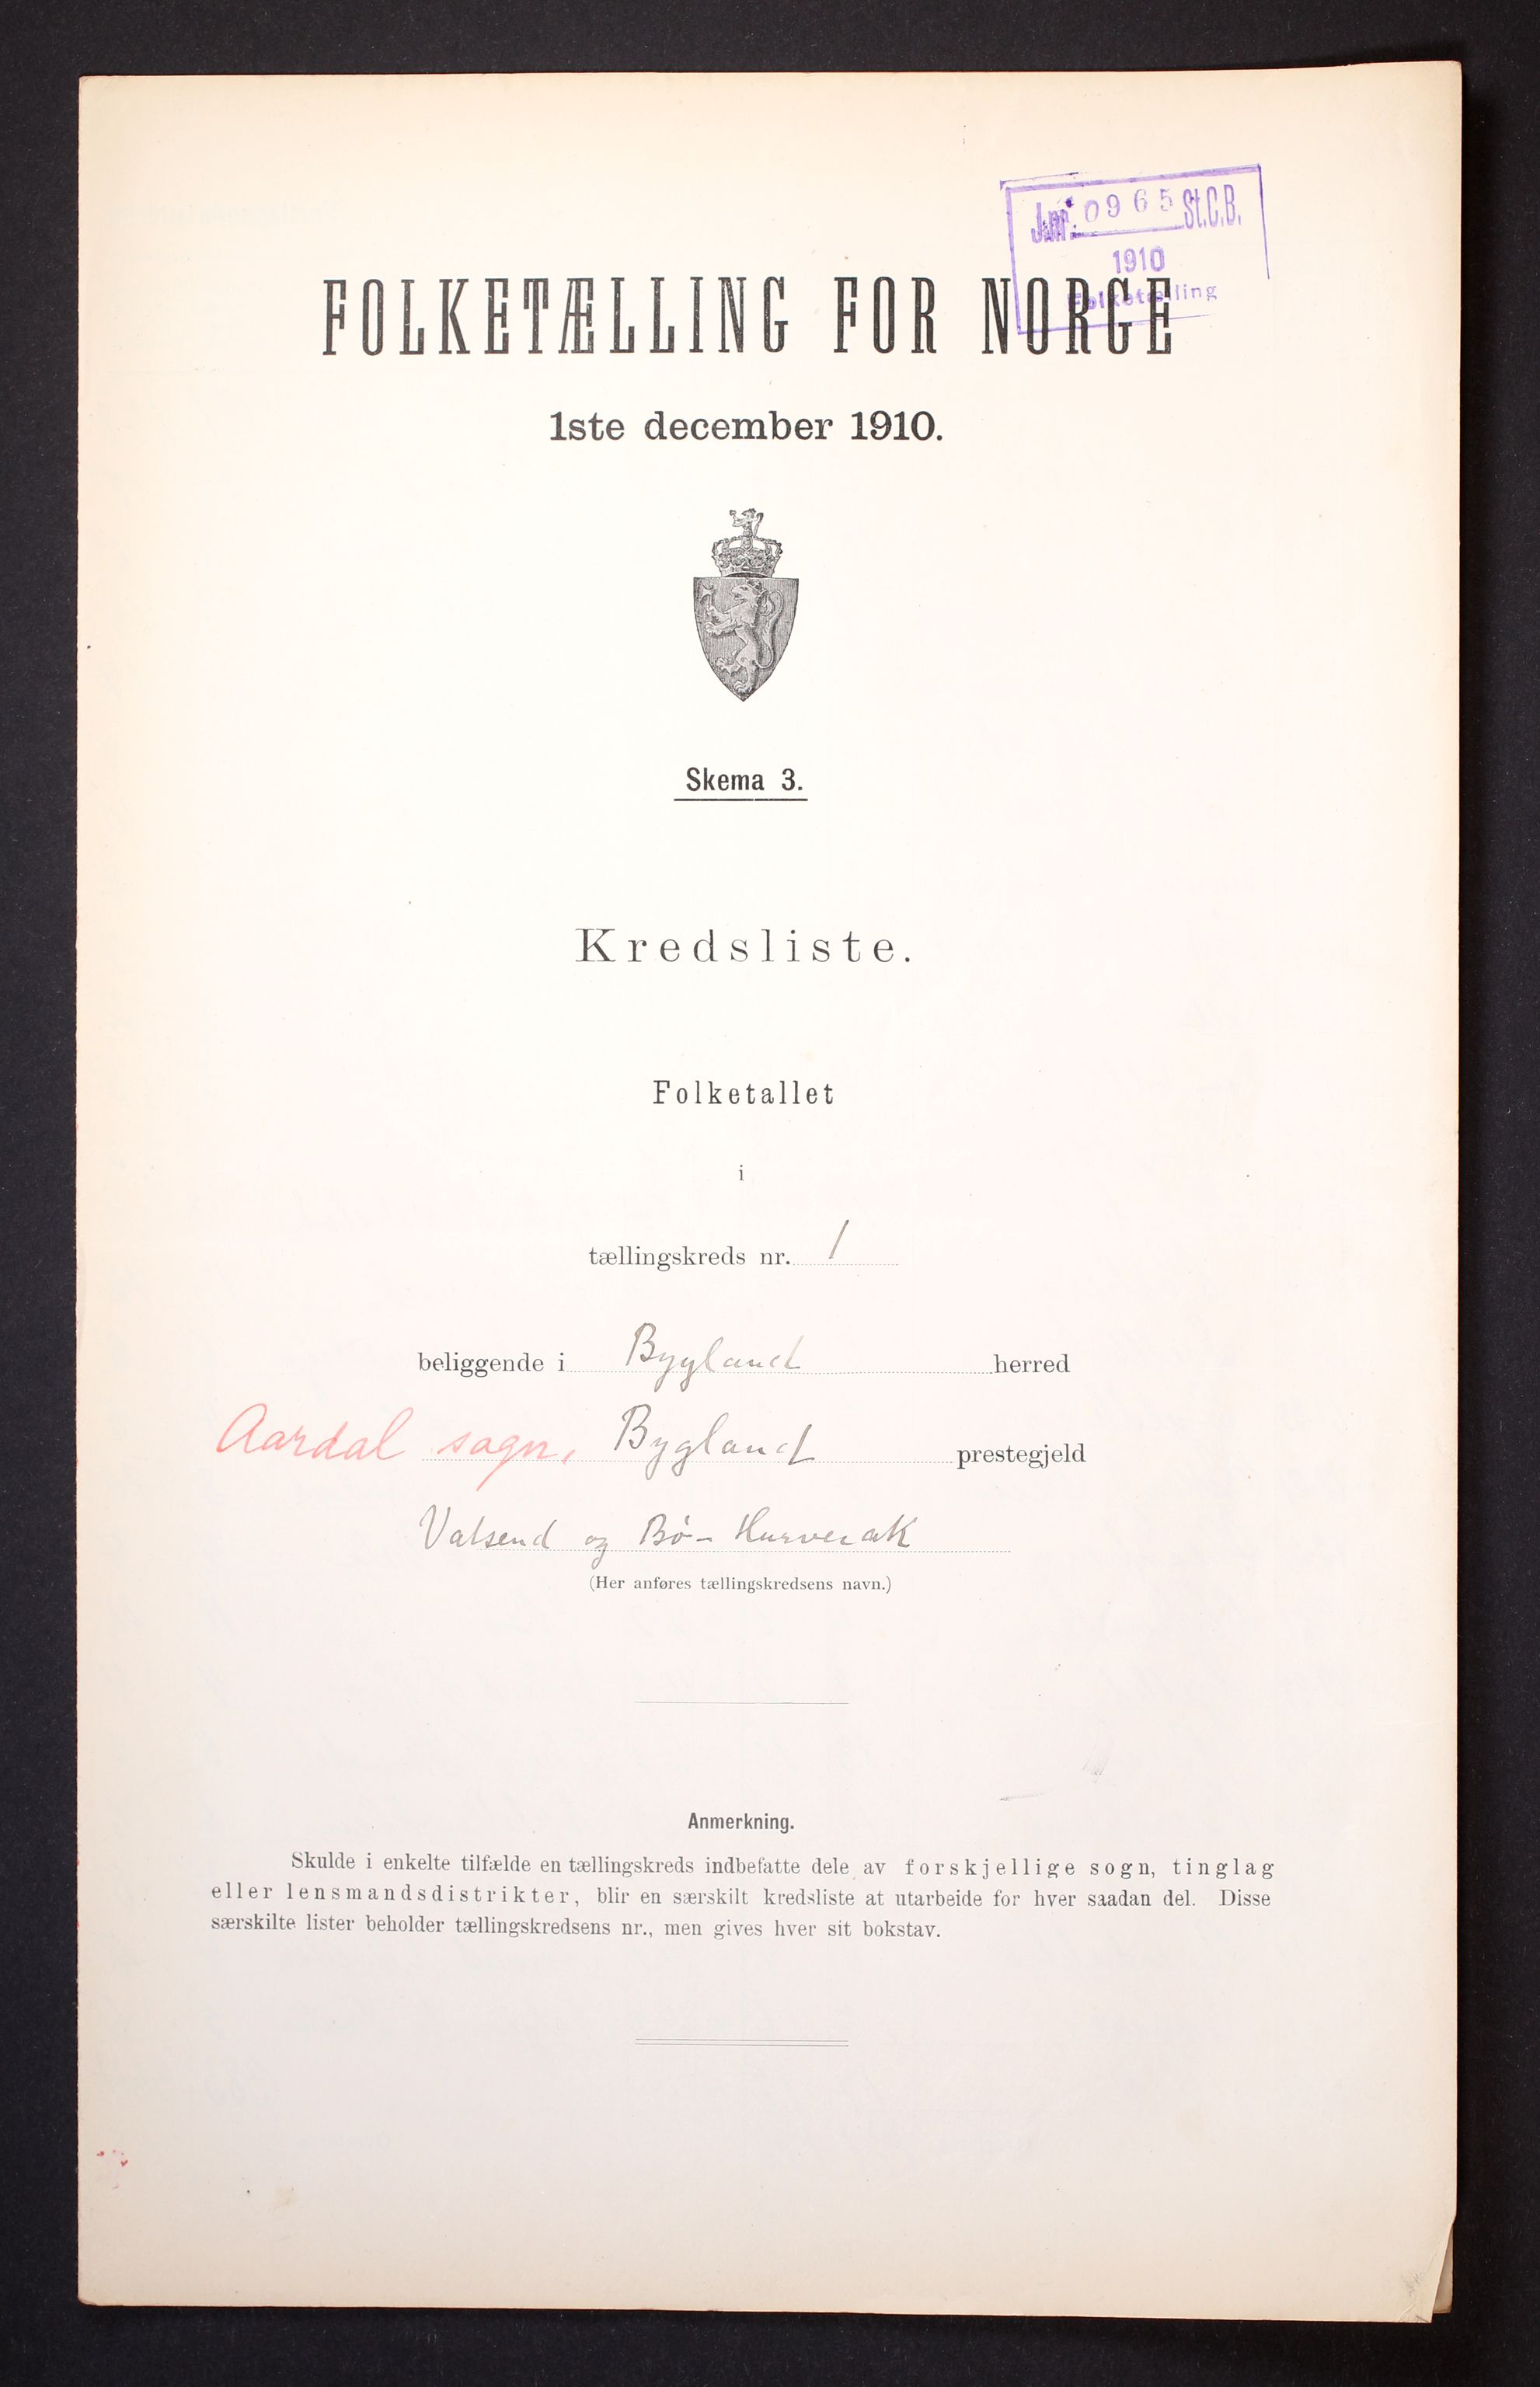 J.nr. 0965 St.C.B.
1910
Folketælling
FOLKETÆLLING FOR NORGE
1ste december 1910.
Skema 3.
Kredsliste.
Folketallet
i
tællingskreds nr. 1
beliggende i Bygland herred
Aardal sogn, Bygland prestegjeld
Vatsend og Bø- Hurverak
(Her anføres tællingskredsens navn.)
Anmerkning.
Skulde i enkelte tilfælde en tællingskreds indbefatte dele av forskjellige sogn, tinglag
eller lensmandsdistrikter, blir en særskilt kredsliste at utarbeide for hver saadan del. Disse
særskilte lister beholder tællingskredsens nr., men gives hver sit bokstav.